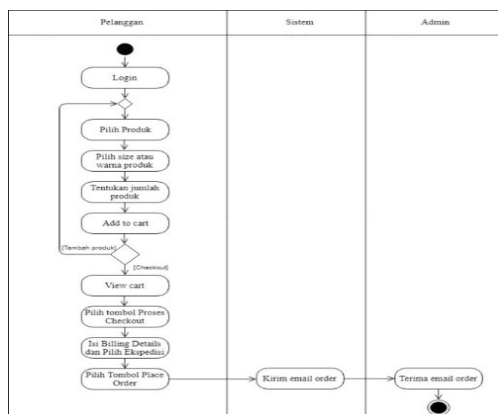 Pelanggan
Sistem
Admin
Login
Pilih Produk
Pilih size atau
warna produk
Tentukan jumlah
produk
Add to cart
[Tambah produk]
[Checkout]
View cart
Pilih tombol Proses
Checkout
Isi Billing Details
dan Pilih Ekspedisi
Pilih Tombol Place
Order
Kirim email order
Terima email order